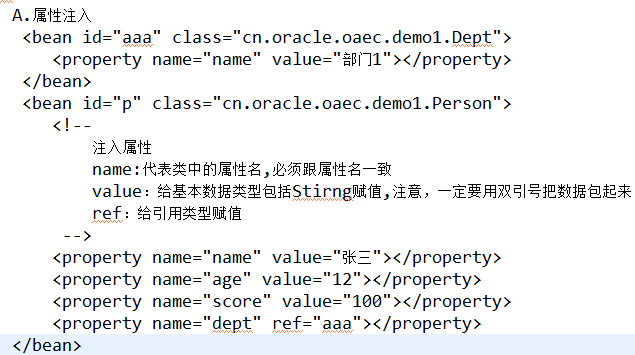 A.属性注入
<bean id="aaa" class="cn.oracle.oaec.demo1.Dept">
<property name="name" value="部门1"></property>
</bean>
<bean id="p" class="cn.oracle.oaec.demo1.Person">
<!--
注入属性
name:代表类中的属性名,必须跟属性名一致
value：给基本数据类型包括Stirng赋值,注意，一定要用双引号把数据包起来
ref：给引用类型赋值
-->
<property name="name" value="张三"></property>
<property name="age" value="12"></property>
<property name="score" value="100"></property>
<property name="dept" ref="aaa"></property>
</bean>